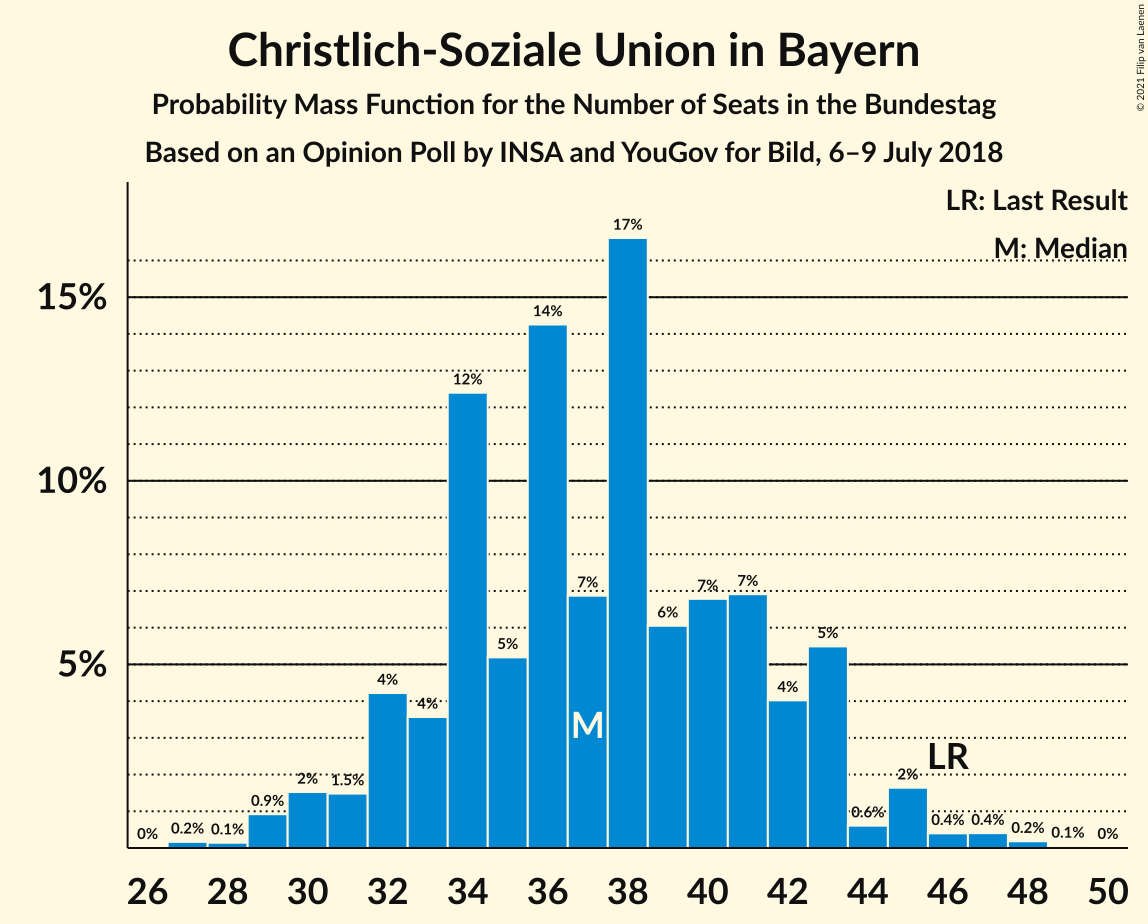 Christlich-Soziale Union in Bayern
Probability Mass Function for the Number of Seats in the Bundestag
Based on an Opinion Poll by INSA and YouGov for Bild, 6–9 July 2018
© 2021 Filip van Laenen
LR: Last Result
M: Median
15%
10%
5%
0% 0.2% 0.1% 0.9% 2% 1.5% 4% 4% 12% 5% 14% 7% 17% 6% 7% 7% 4% 5% 0.6% 2% 0.4% 0.4% 0.2% 0.1% 0%
M
LR
26 28 30 32 34 36 38 40 42 44 46 48 50